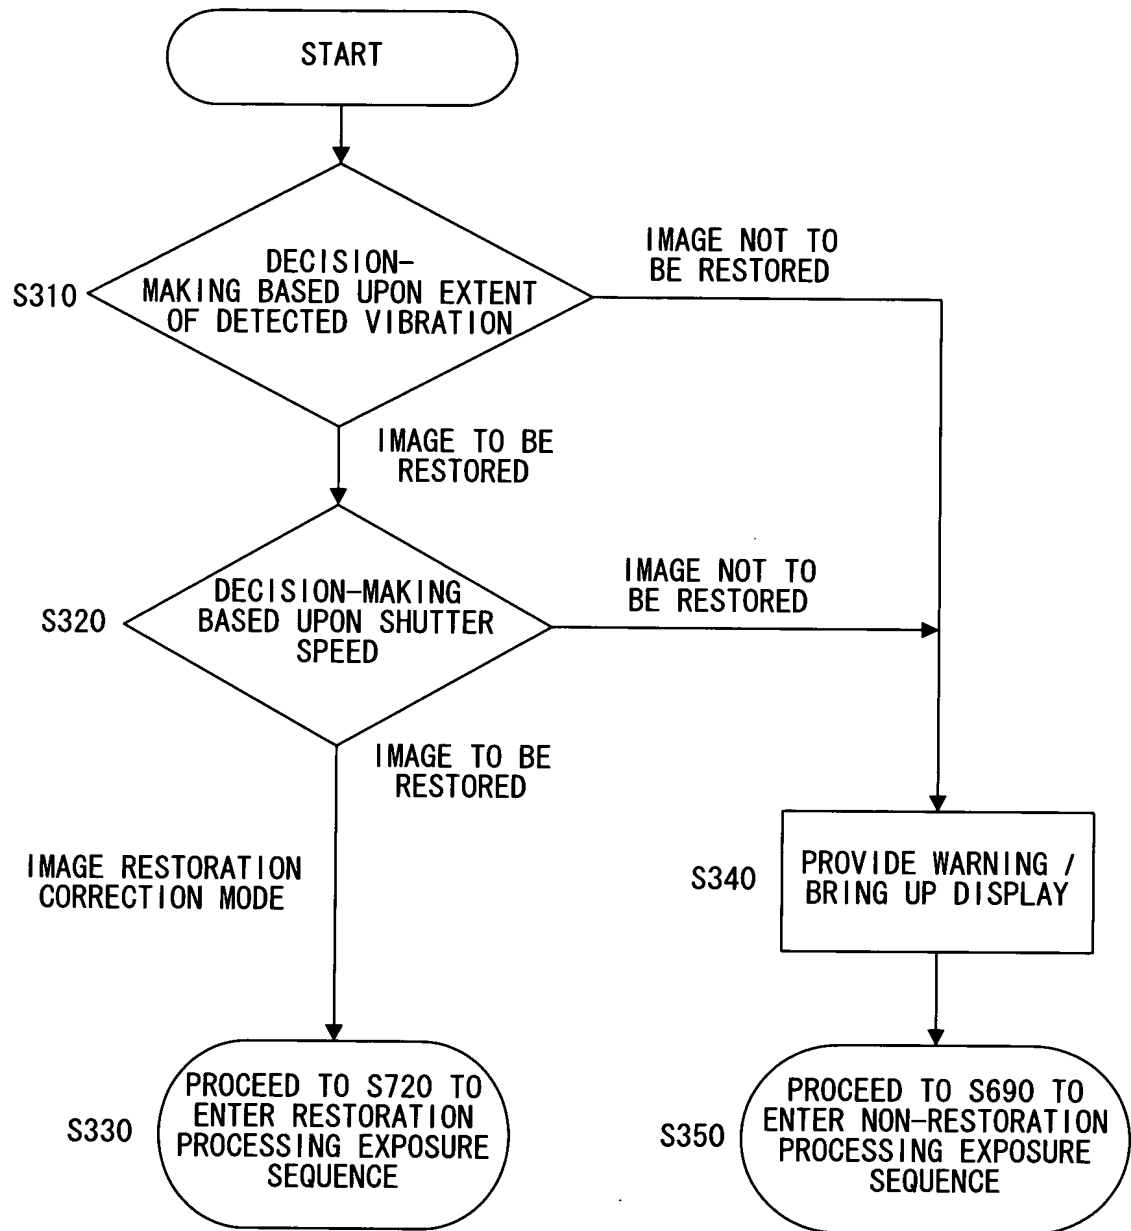 START
DECISION-
MAKING BASED UPON EXTENT
OF DETECTED VIBRATION
S310
IMAGE NOT TO
BE RESTORED
IMAGE TO BE
RESTORED
DECISION-MAKING
BASED UPON SHUTTER
SPEED
S320
IMAGE NOT TO
BE RESTORED
IMAGE TO BE
RESTORED
IMAGE RESTORATION
CORRECTION MODE
S340
PROVIDE WARNING /
BRING UP DISPLAY
S330
PROCEED TO S720 TO
ENTER RESTORATION
PROCESSING EXPOSURE
SEQUENCE
S350
PROCEED TO S690 TO
ENTER NON-RESTORATION
PROCESSING EXPOSURE
SEQUENCE